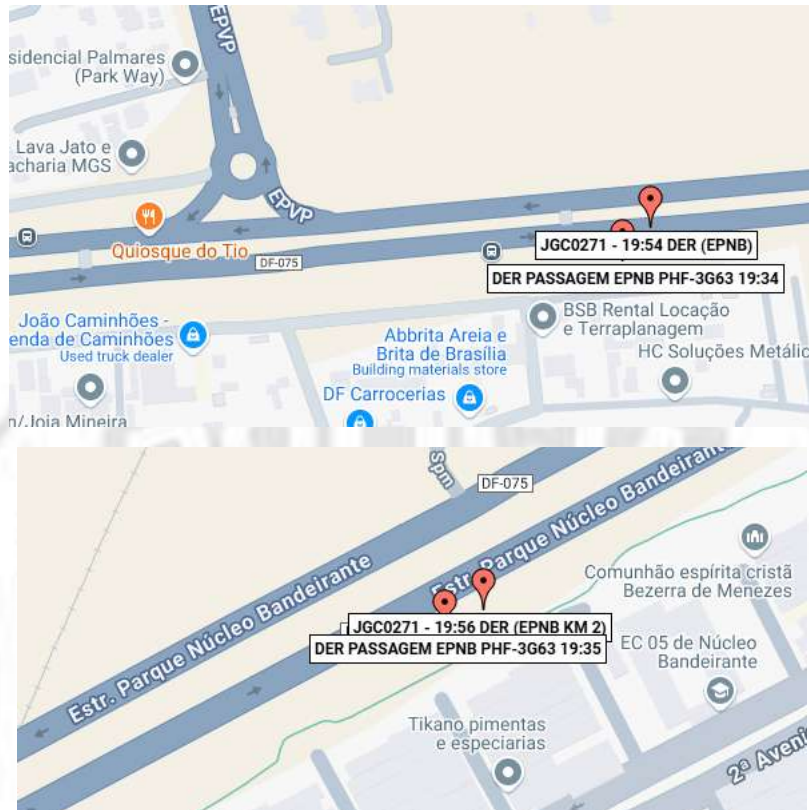 EPVP
sidencial Palmares
(Park Way)
Lava Jato e
acharia MGS
EPVP
Quiosque do Tio
DF-075
JGC0271 - 19:54 DER (EPNB)
DER PASSAGEM EPNB PHF-3G63 19:34
João Caminhões -
enda de Caminhões
Used truck dealer
Abbrita Areia e
Brita de Brasília
Building materials store
BSB Rental Locação
e Terraplanagem
HC Soluções Metálic
DF Carrocerias
n/Joia Mineira
Spm
DF-075
Estr. Parque Núcleo Bandeirante
Estr. Parque Núcleo Bandeirante
Comunhão espírita cristã
Bezerra de Menezes
JGC0271 - 19:56 DER (EPNB KM 2)
DER PASSAGEM EPNB PHF-3G63 19:35
EC 05 de Núcleo
Bandeirante
Estr. Parque Núcleo Bandeirante
Tikano pimentas
e especiarias
2ª Aveni